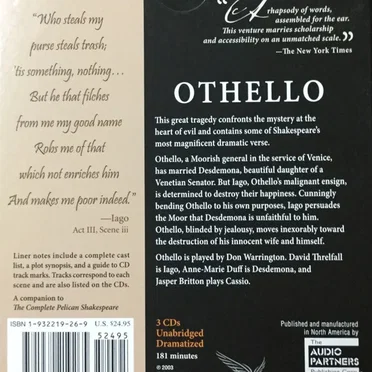 "Who steals my
purse steals trash;
'tis something, nothing...
But he that filches
from me my good name
Robs me of that
which not enriches him
And makes me poor indeed."
—Iago
Act III, Scene iii
Liner notes include a complete cast
list, a plot synopsis, and a guide to CD
track marks. Tracks correspond to each
scene and are also listed on the CDs.
A companion to
The Complete Pelican Shakespeare
ISBN 1-932219-26-9 U.S. $24.95
52495
"A
rhapsody of words,
assembled for the ear.
This venture marries scholarship
and accessibility on an unmatched scale."
—The New York Times
OTHELLO
This great tragedy confronts the mystery at the
heart of evil and contains some of Shakespeare's
most magnificent dramatic verse.
Othello, a Moorish general in the service of Venice,
has married Desdemona, beautiful daughter of a
Venetian Senator. But Iago, Othello's malignant ensign,
is determined to destroy their happiness. Cunningly
bending Othello to his own purposes, Iago persuades
the Moor that Desdemona is unfaithful to him.
Othello, blinded by jealousy, moves inexorably toward
the destruction of his innocent wife and himself.
Othello is played by Don Warrington. David Threlfall
is Iago, Anne-Marie Duff is Desdemona, and
Jasper Britton plays Cassio.
3 CDs
Unabridged
Dramatized
181 minutes
© 2003
Published and manufactured
in North America by
The
AUDIO
PARTNERS